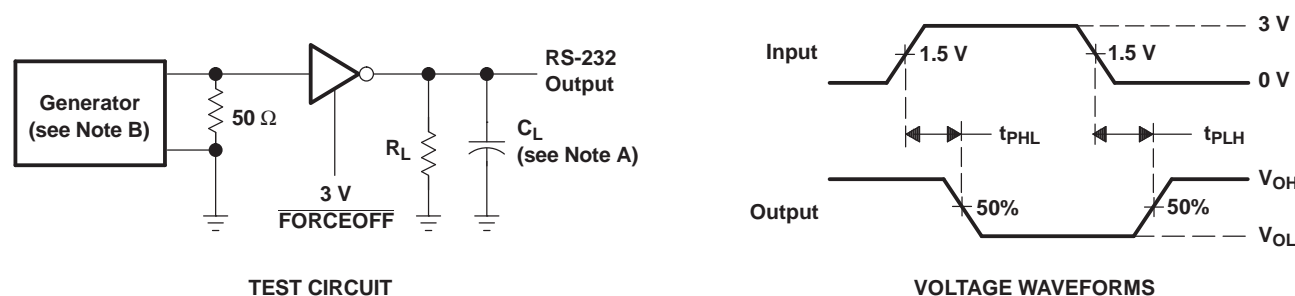 Generator
(see Note B)
50 Ω
3 V
FORCEOFF
RL
CL
(see Note A)
RS-232
Output
TEST CIRCUIT
Input
1.5 V
1.5 V
3 V
0 V
tPHL
tPLH
Output
50%
50%
VOH
VOL
VOLTAGE WAVEFORMS